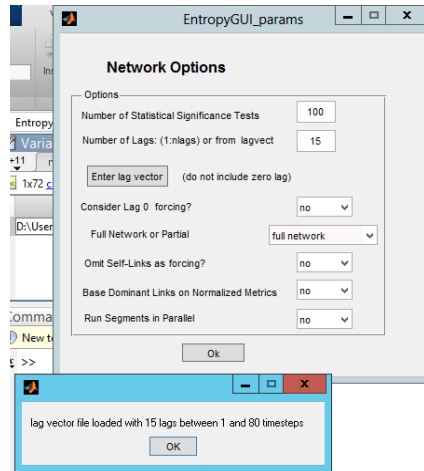 EntropyGUI_params
Network Options
Options
Number of Statistical Significance Tests 100
Number of Lags: (1:nlags) or from lagvect 15
Enter lag vector (do not include zero lag)
Consider Lag 0 forcing? no
Full Network or Partial full network
Omit Self-Links as forcing? no
Base Dominant Links on Normalized Metrics no
Run Segments in Parallel no
Ok
Entropy
Varia
+11
1x72
D:\User
Comma
New to
>>
lag vector file loaded with 15 lags between 1 and 80 timesteps
OK